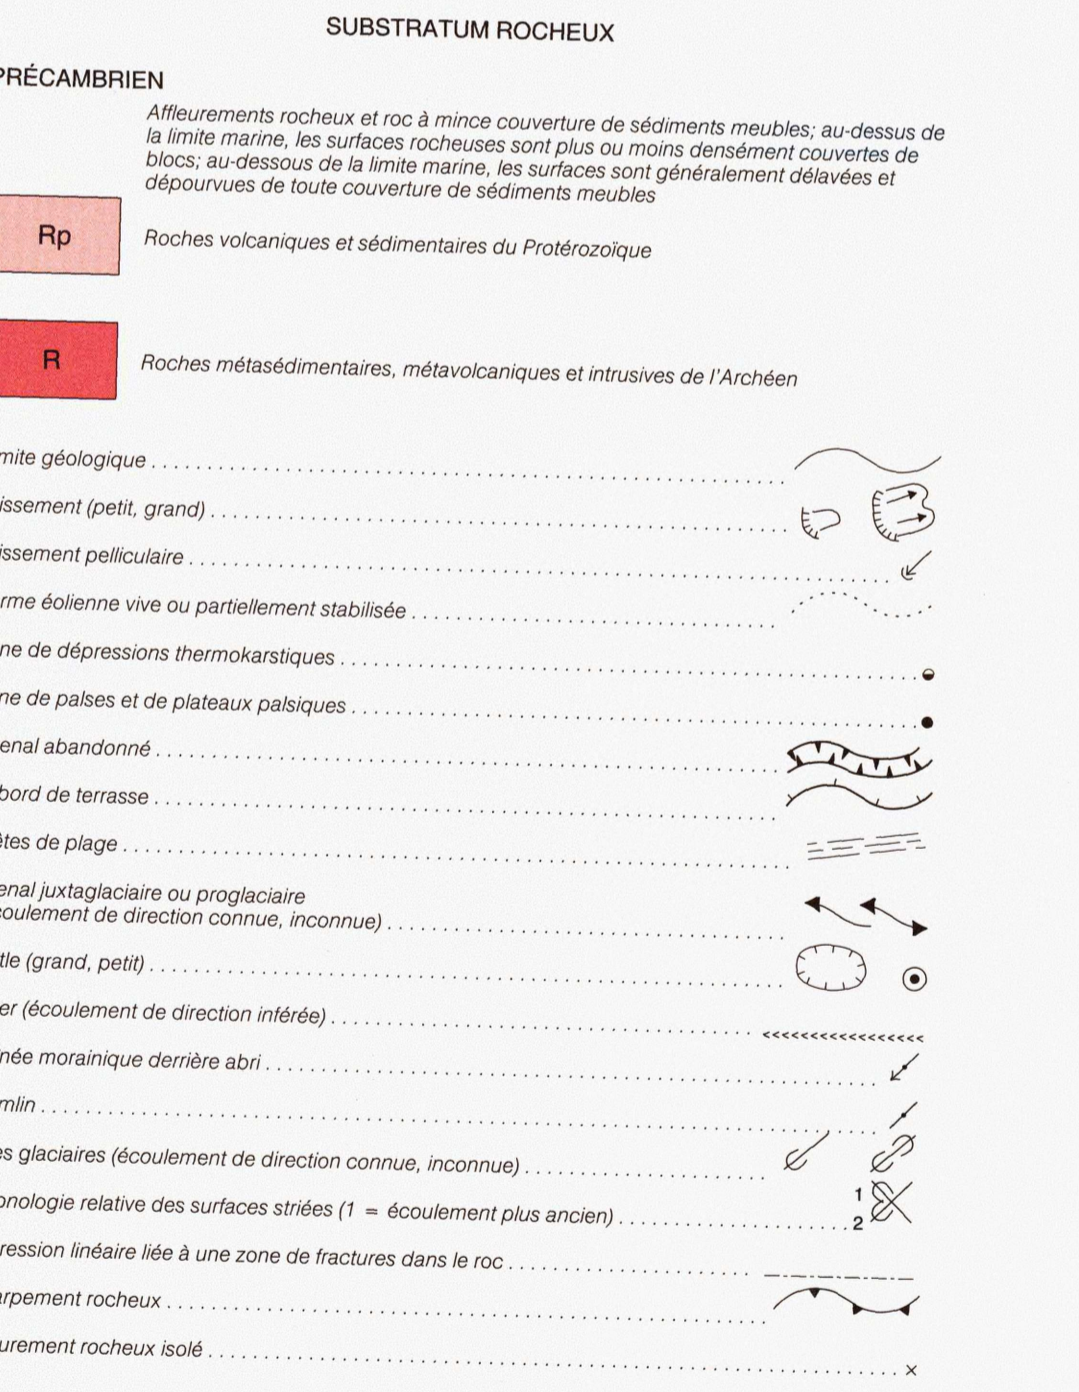 SUBSTRATUM ROCHEUX
PRÉCAMBRIEN
Affleurements rocheux et roc à mince couverture de sédiments meubles; au-dessus de
la limite marine, les surfaces rocheuses sont plus ou moins densément couvertes de
blocs; au-dessous de la limite marine, les surfaces sont généralement délavées et
dépourvues de toute couverture de sédiments meubles
Rp
Roches volcaniques et sédimentaires du Protérozoïque
R
Roches métasédimentaires, métavolcaniques et intrusives de l'Archéen
mite géologique
issement (petit, grand)
issement pelliculaire
rme éolienne vive ou partiellement stabilisée
ne de dépressions thermokarstiques
ne de palses et de plateaux palsiques
enal abandonné
bord de terrasse
êtes de plage
enal juxtaglaciaire ou proglaciaire
coulement de direction connue, inconnue)
tle (grand, petit)
er (écoulement de direction inférée)
née morainique derrière abri
mlin
es glaciaires (écoulement de direction connue, inconnue)
onologie relative des surfaces striées (1 = écoulement plus ancien)
1
2
ression linéaire liée à une zone de fractures dans le roc
arpement rocheux
urement rocheux isolé